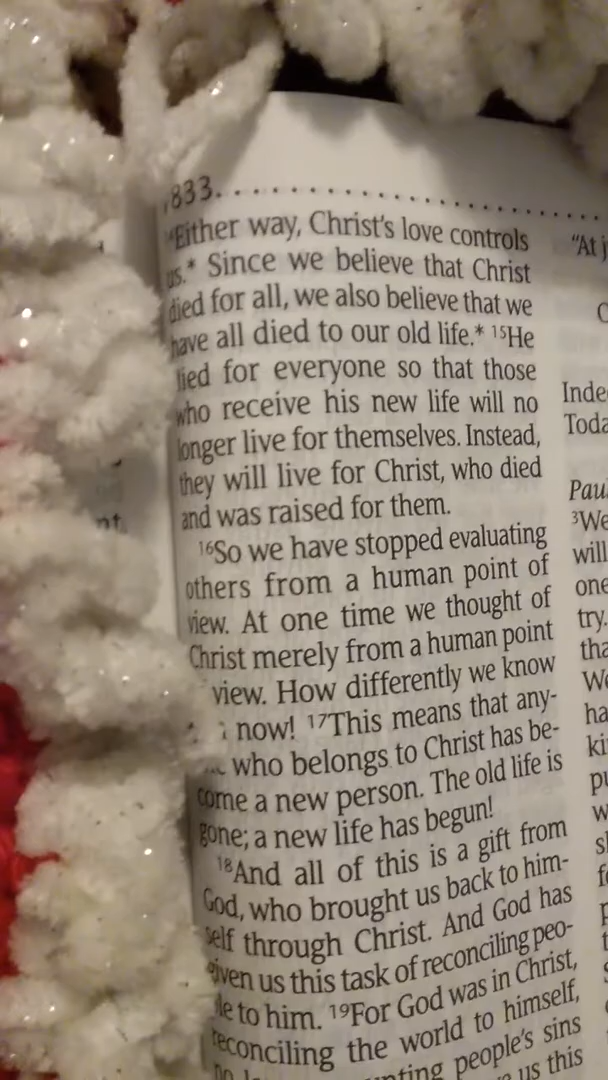 833
Either way, Christ's love controls
us.* Since we believe that Christ
died for all, we also believe that we
have all died to our old life.* 15He
died for everyone so that those
who receive his new life will no
longer live for themselves. Instead,
they will live for Christ, who died
and was raised for them.
16So we have stopped evaluating
others from a human point of
view. At one time we thought of
Christ merely from a human point
view. How differently we know
now! 17This means that any-
who belongs to Christ has be-
come a new person. The old life is
gone; a new life has begun!
18And all of this is a gift from
God, who brought us back to him-
self through Christ. And God has
given us this task of reconciling peo-
ple to him. 19For God was in Christ,
reconciling the world to himself,
people's sins
us this
"At
Inde
Toda
Paul
3We
will
one
try.
tha
We
ha